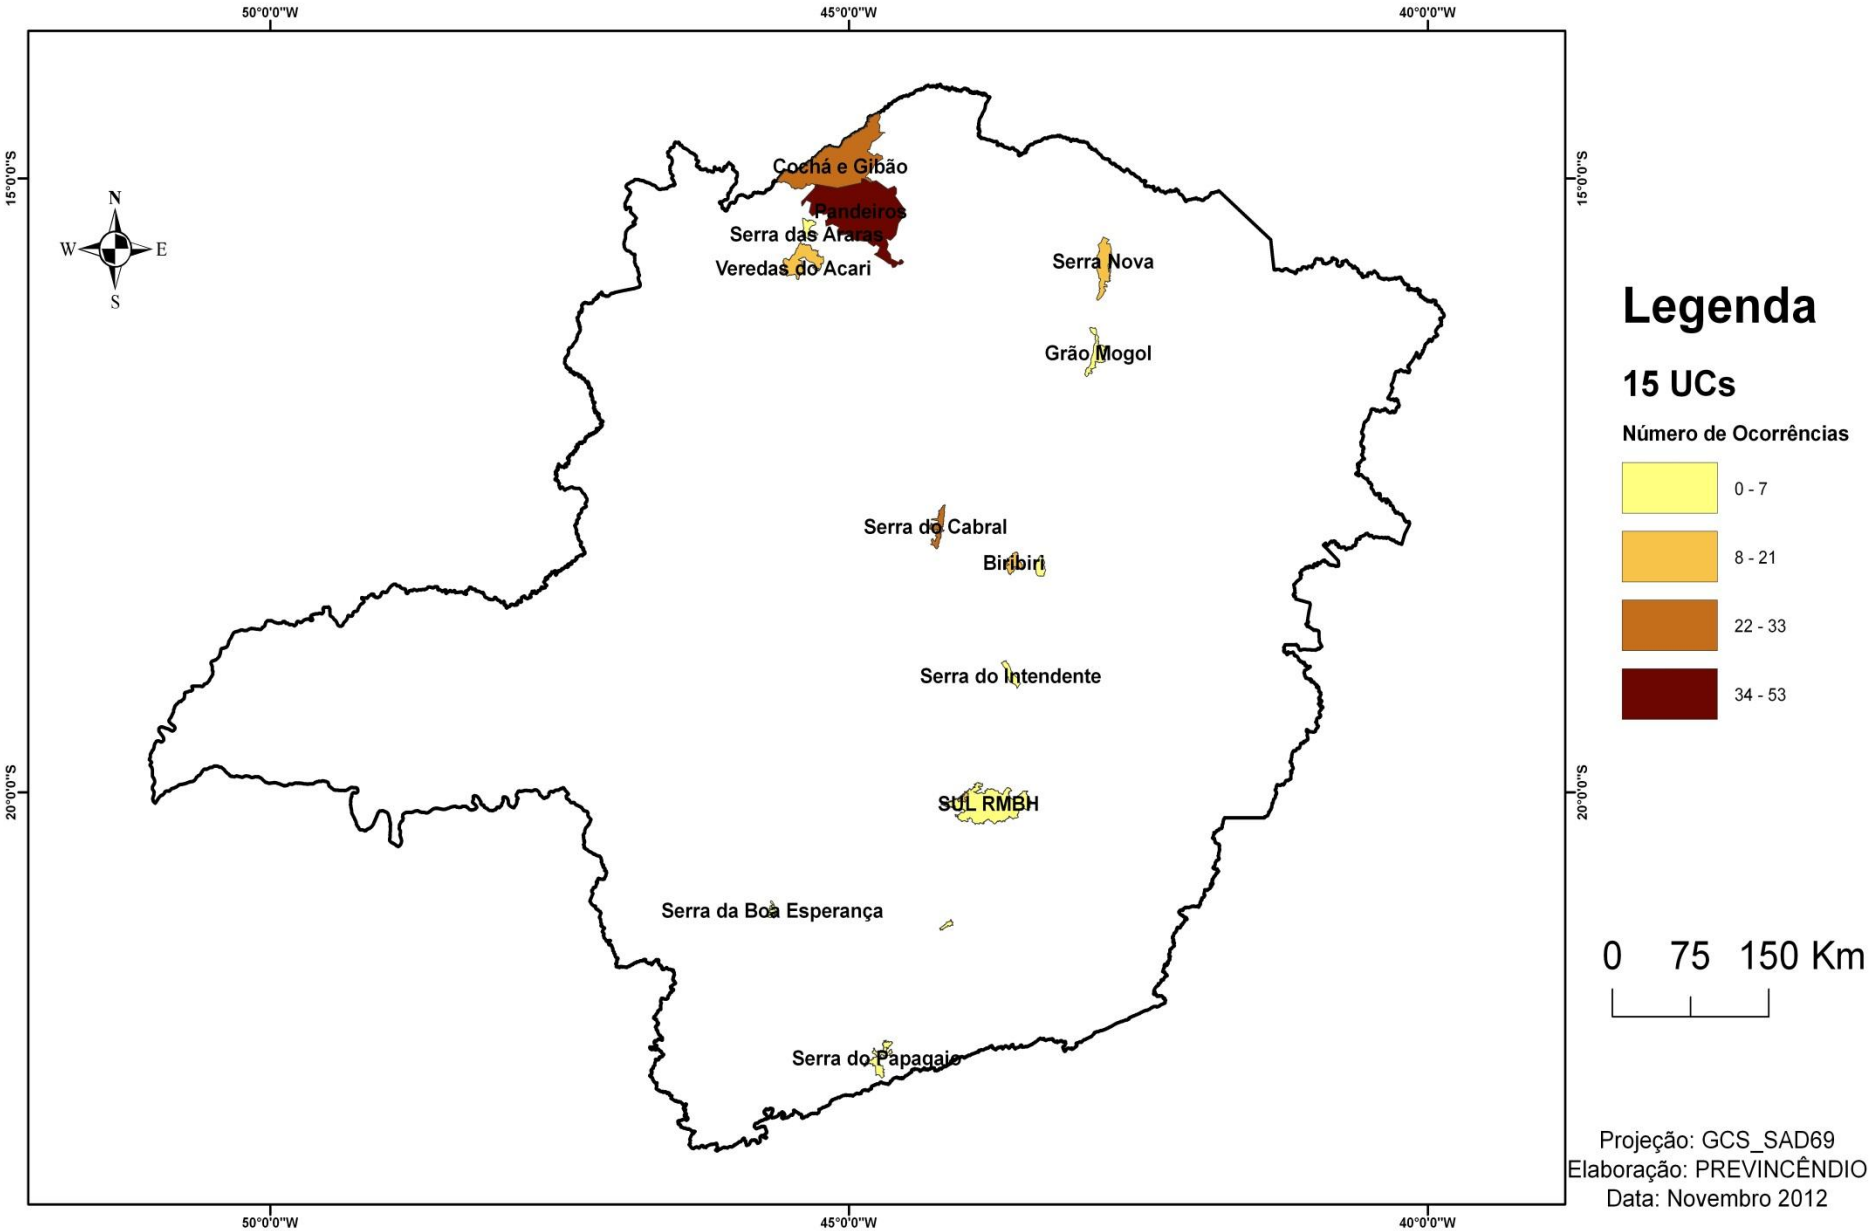 50°0'0"W
45°0'0"W
40°0'0"W
15°0'0"S
15°0'0"S
N
W
E
S
Cochá e Gibão
Pandeiros
Serra das Araras
Veredas do Acari
Serra Nova
Grão Mogol
Serra do Cabral
Biribiri
Serra do Intendente
SUL RMBH
Serra da Boa Esperança
Serra do Papagaio
20°0'0"S
20°0'0"S
50°0'0"W
45°0'0"W
40°0'0"W
Legenda
15 UCs
Número de Ocorrências
0 - 7
8 - 21
22 - 33
34 - 53
0 75 150 Km
Projeção: GCS_SAD69
Elaboração: PREVINCÊNDIO
Data: Novembro 2012